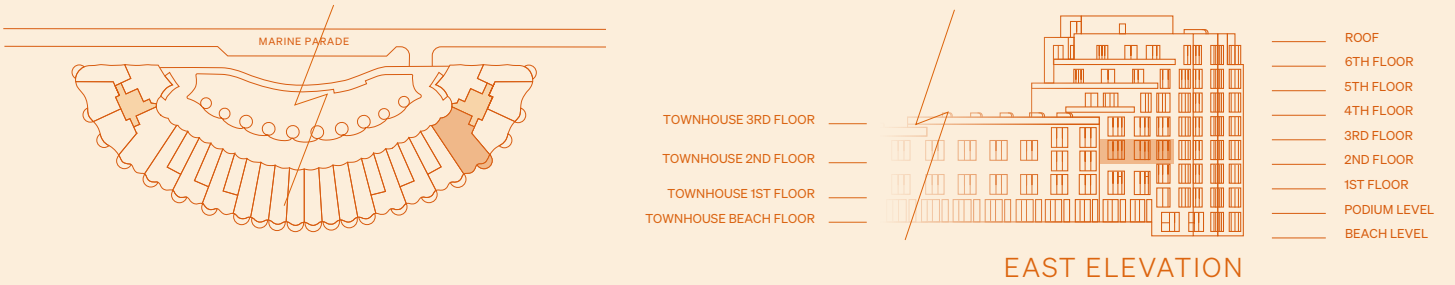 MARINE PARADE
TOWNHOUSE 3RD FLOOR
TOWNHOUSE 2ND FLOOR
TOWNHOUSE 1ST FLOOR
TOWNHOUSE BEACH FLOOR
ROOF
6TH FLOOR
5TH FLOOR
4TH FLOOR
3RD FLOOR
2ND FLOOR
1ST FLOOR
PODIUM LEVEL
BEACH LEVEL
EAST ELEVATION